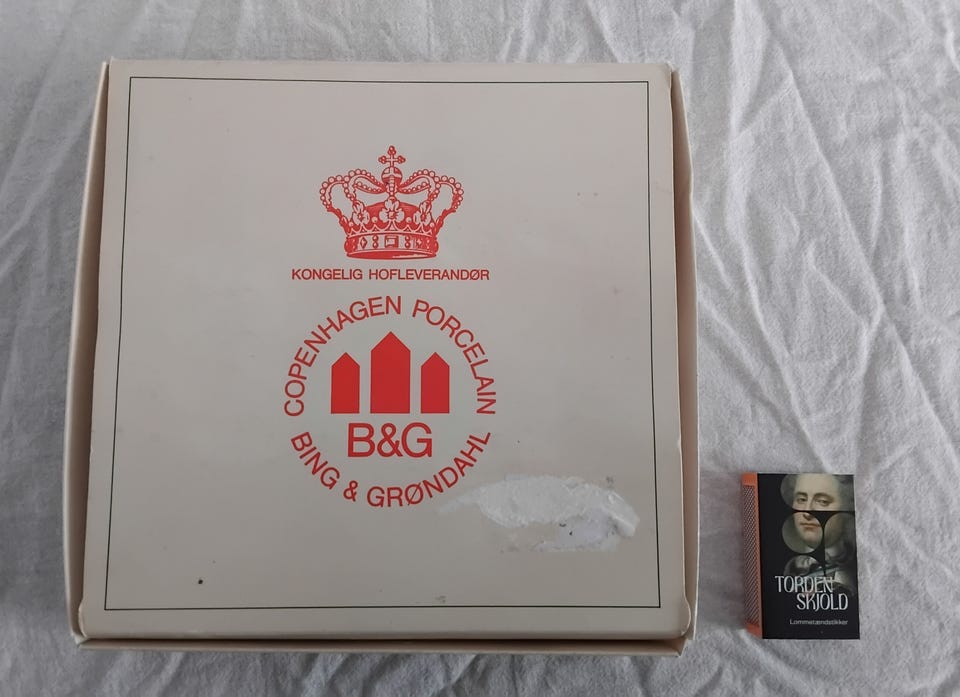 KONGELIG HOFLEVERANDØR
COPENHAGEN PORCELAIN
B&G
BING & GRØNDAHL
TORDEN
SKJOLD
Lommetændstikker